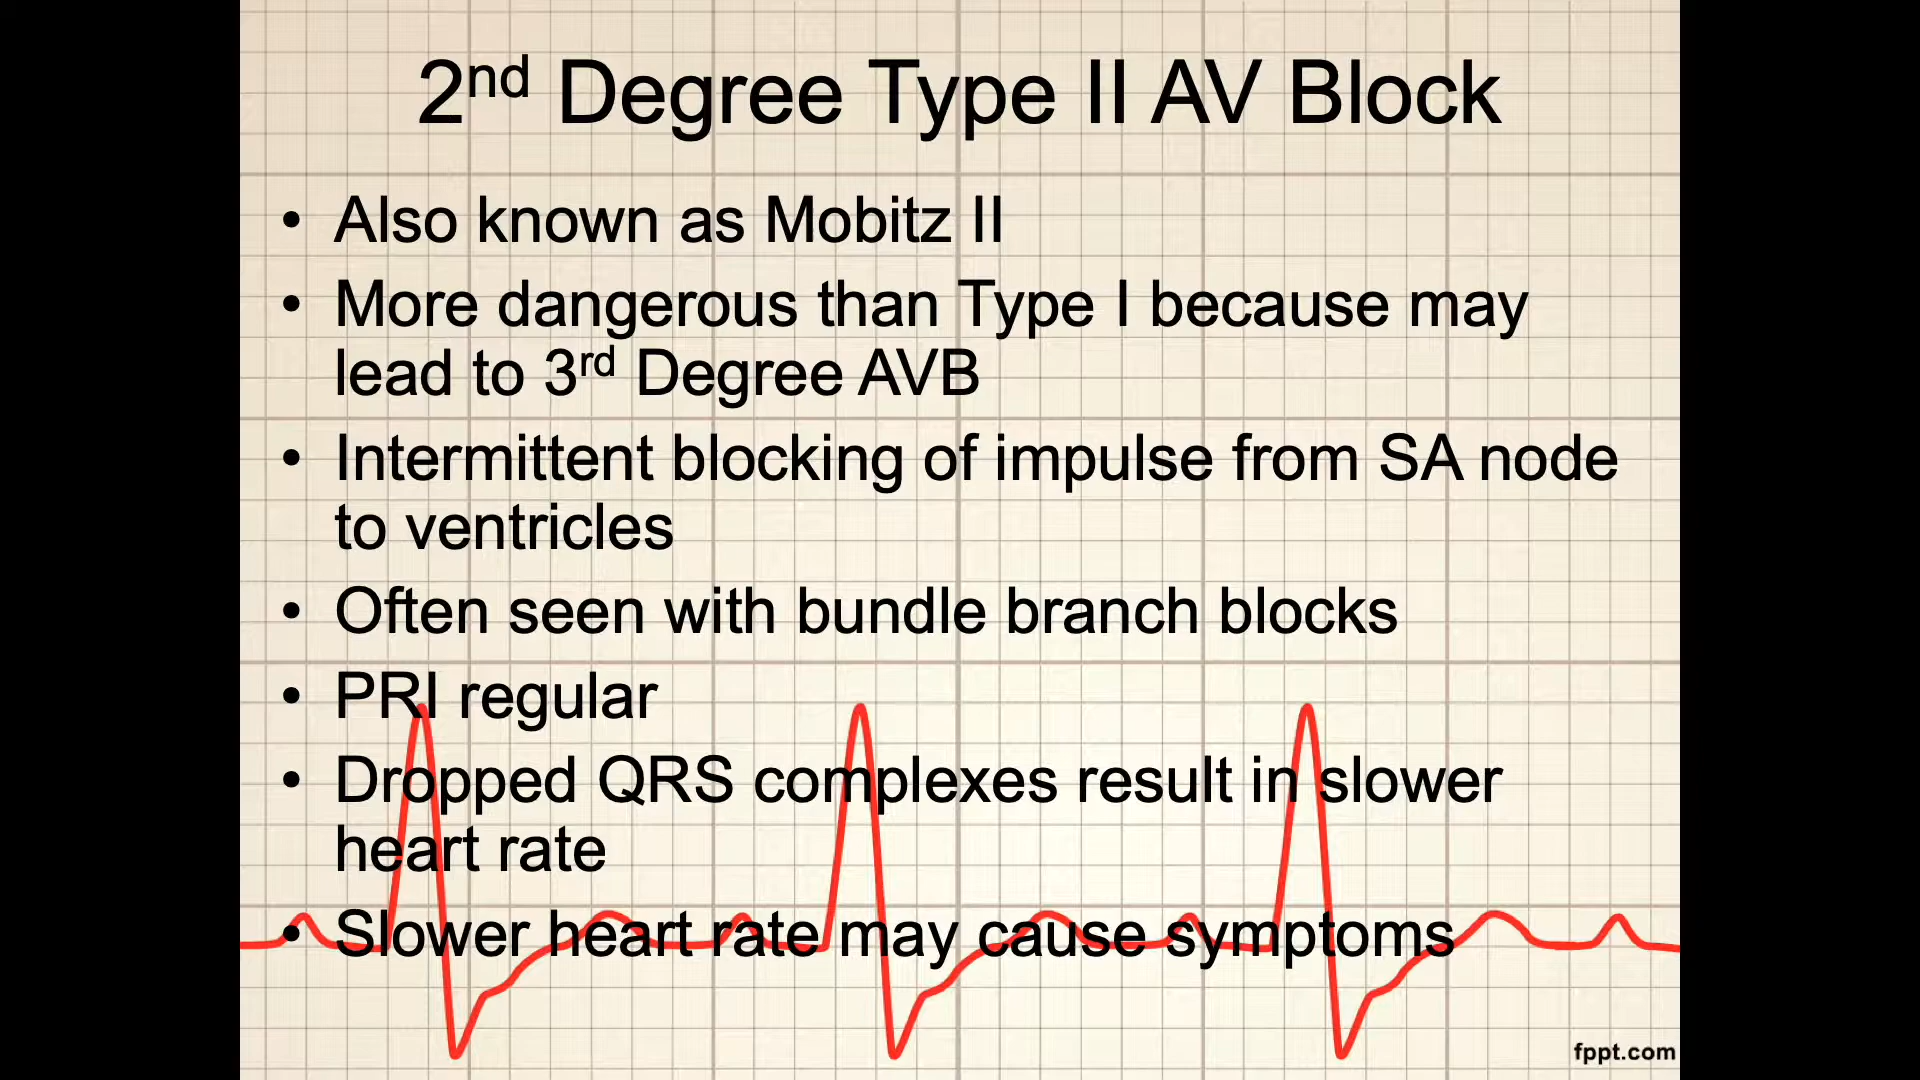 2nd Degree Type II AV Block
• Also known as Mobitz II
• More dangerous than Type I because may
lead to 3rd Degree AVB
• Intermittent blocking of impulse from SA node
to ventricles
• Often seen with bundle branch blocks
• PRI regular
• Dropped QRS complexes result in slower
heart rate
• Slower heart rate may cause symptoms
fppt.com